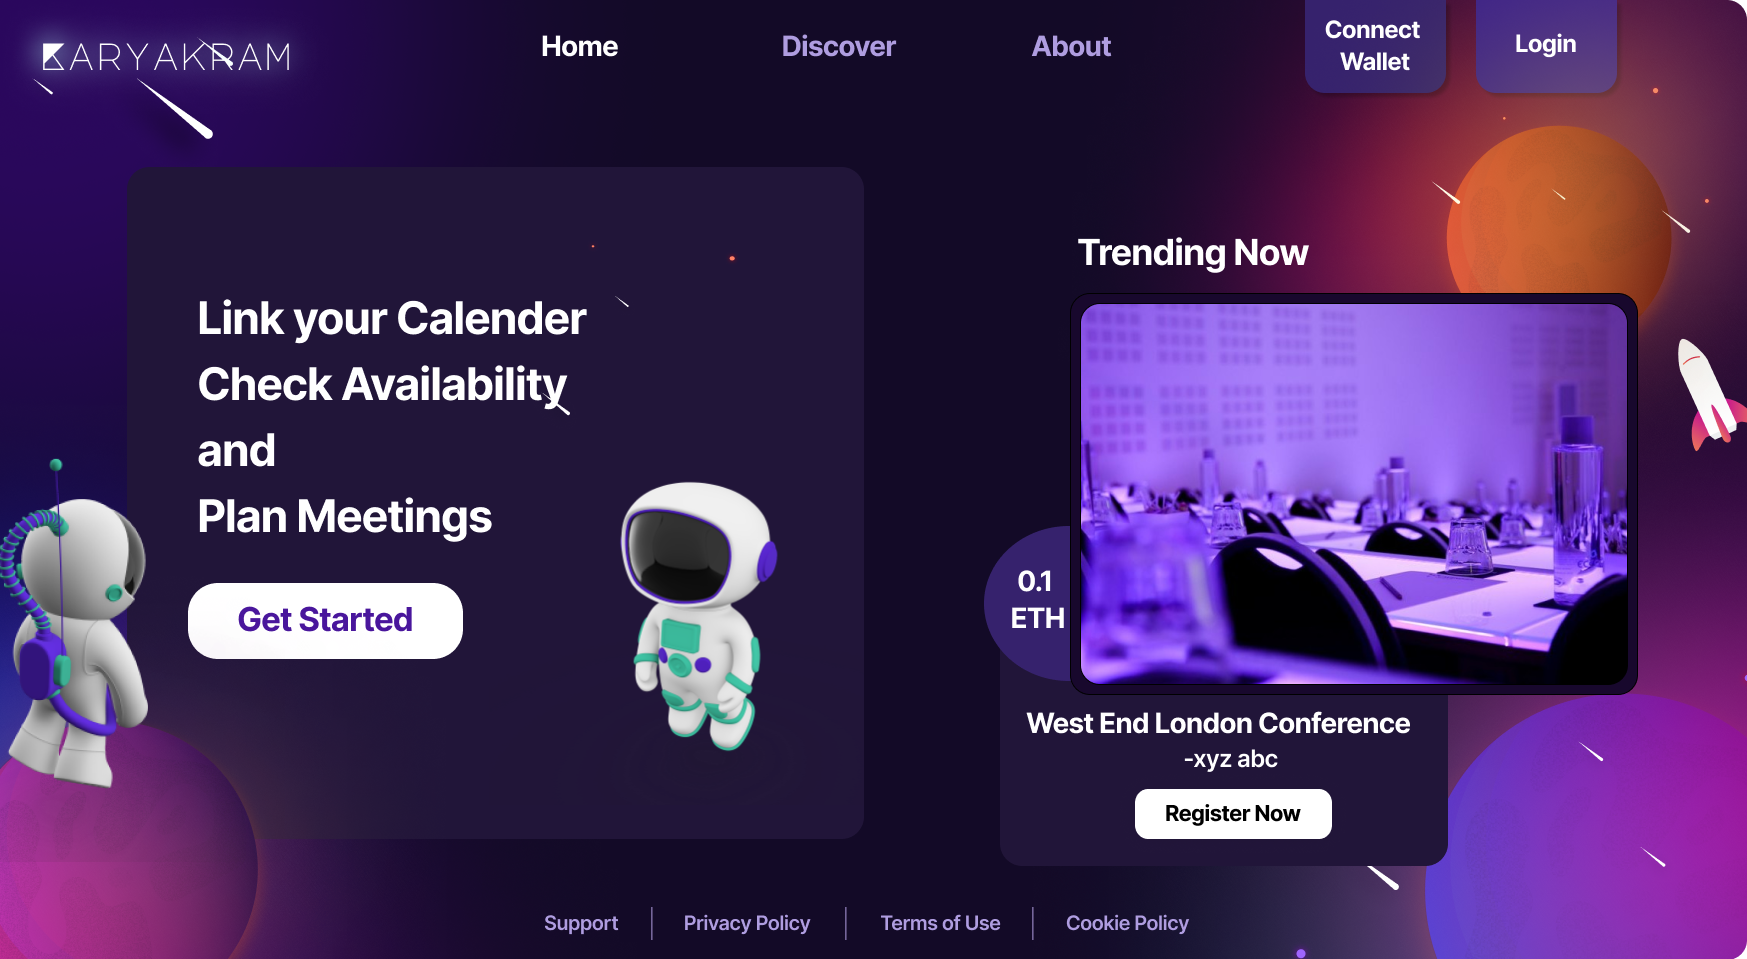 KARYAKRAM
Home
Discover
About
Connect
Wallet
Login
Link your Calender
Check Availability
and
Plan Meetings
Get Started
Trending Now
0.1
ETH
West End London Conference
-xyz abc
Register Now
Support
Privacy Policy
Terms of Use
Cookie Policy